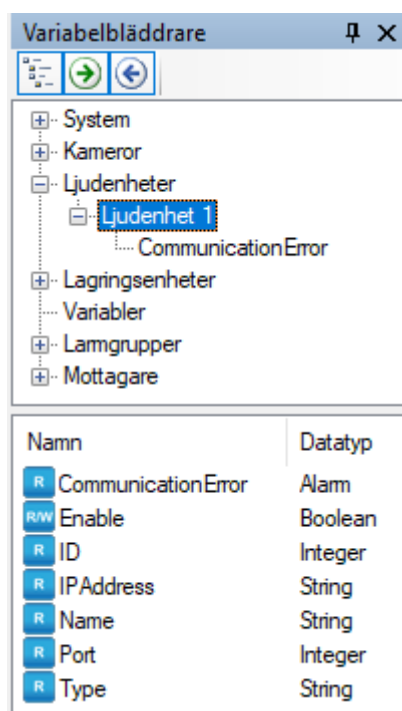 Variabelbläddrare
System
Kameror
Ljudenheter
Ljudenhet 1
CommunicationError
Lagringsenheter
Variabler
Larmgrupper
Mottagare
Namn Datatyp
R CommunicationError Alarm
R/W Enable Boolean
R ID Integer
R IPAddress String
R Name String
R Port Integer
R Type String